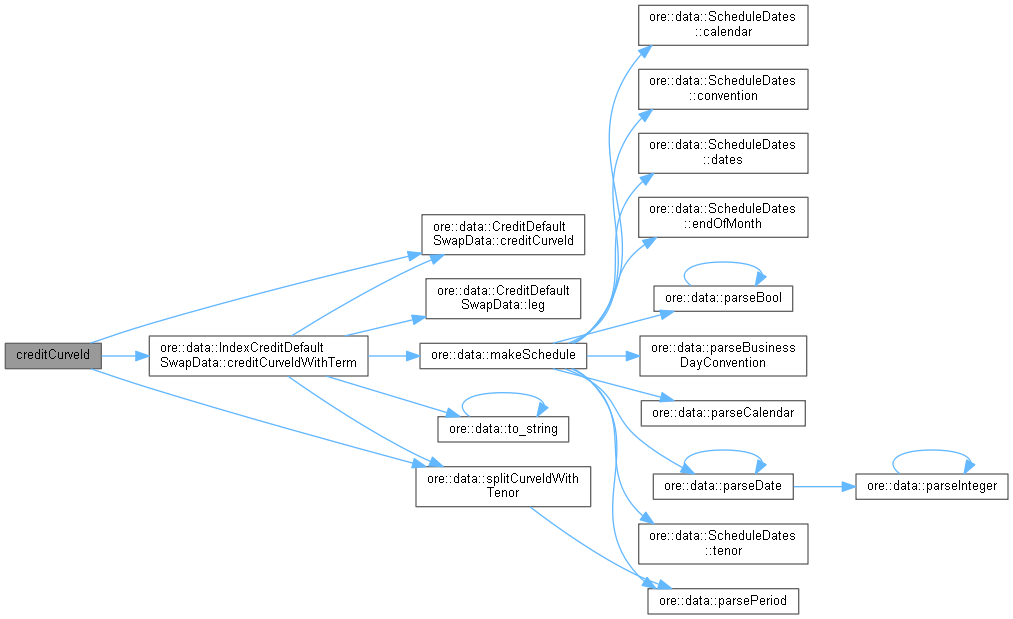 ore::data::ScheduleDates
::calendar
ore::data::ScheduleDates
::convention
ore::data::ScheduleDates
::dates
ore::data::ScheduleDates
::endOfMonth
ore::data::CreditDefault
SwapData::creditCurveId
ore::data::CreditDefault
SwapData::leg
ore::data::parseBool
creditCurveId
ore::data::IndexCreditDefault
SwapData::creditCurveIdWithTerm
ore::data::makeSchedule
ore::data::parseBusiness
DayConvention
ore::data::parseCalendar
ore::data::to_string
ore::data::splitCurveIdWith
Tenor
ore::data::parseDate
ore::data::parseInteger
ore::data::ScheduleDates
::tenor
ore::data::parsePeriod